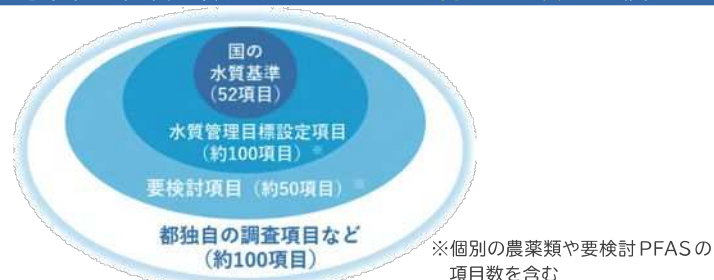 国の
水質基準
(52項目)
水質管理目標設定項目
(約100項目)※
要検討項目(約50項目)※
都独自の調査項目など
(約100項目)
※個別の農薬類や要検討PFASの
項目数を含む